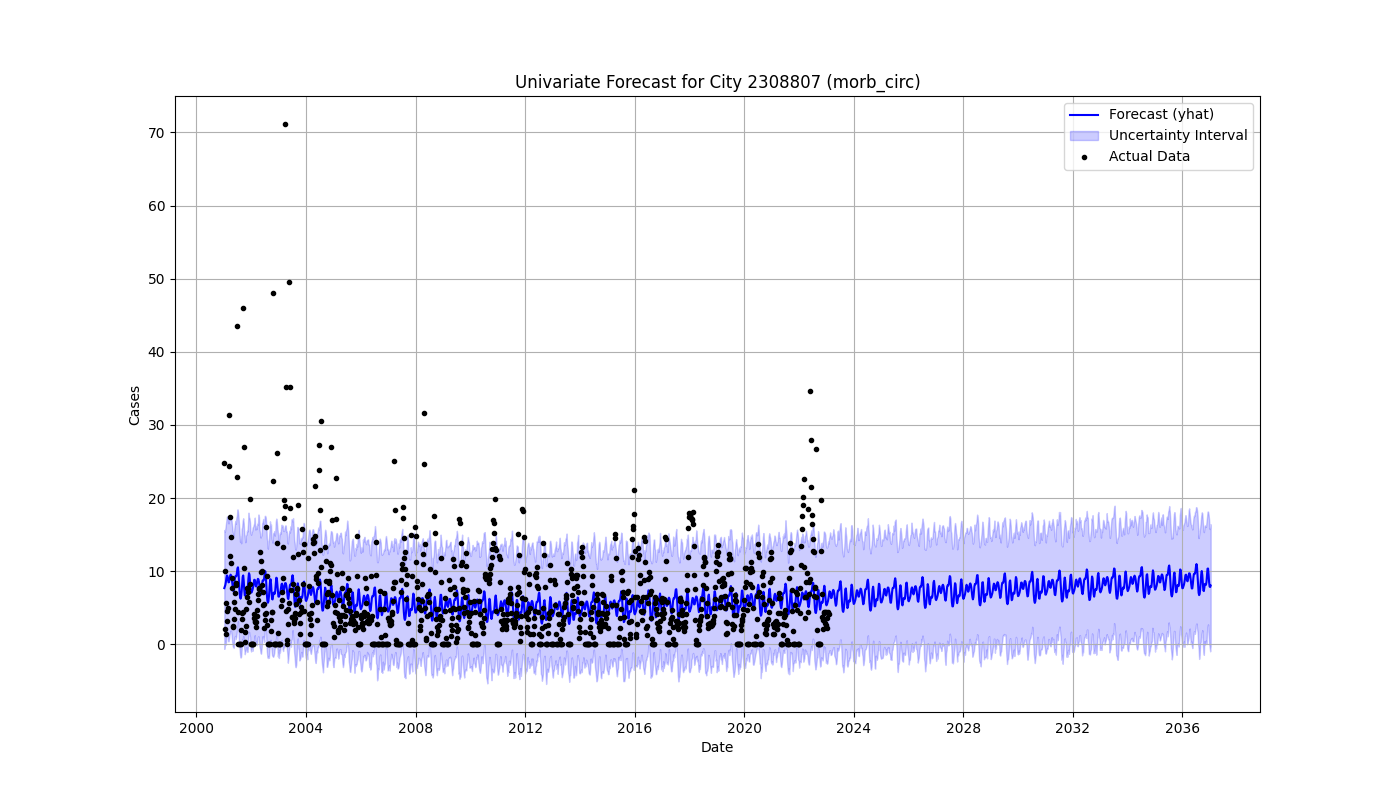 Univariate Forecast for City 2308807 (morb_circ)
Forecast (yhat)
Uncertainty Interval
Actual Data
Cases
70
60
50
40
30
20
10
0
2000 2004 2008 2012 2016 2020 2024 2028 2032 2036
Date